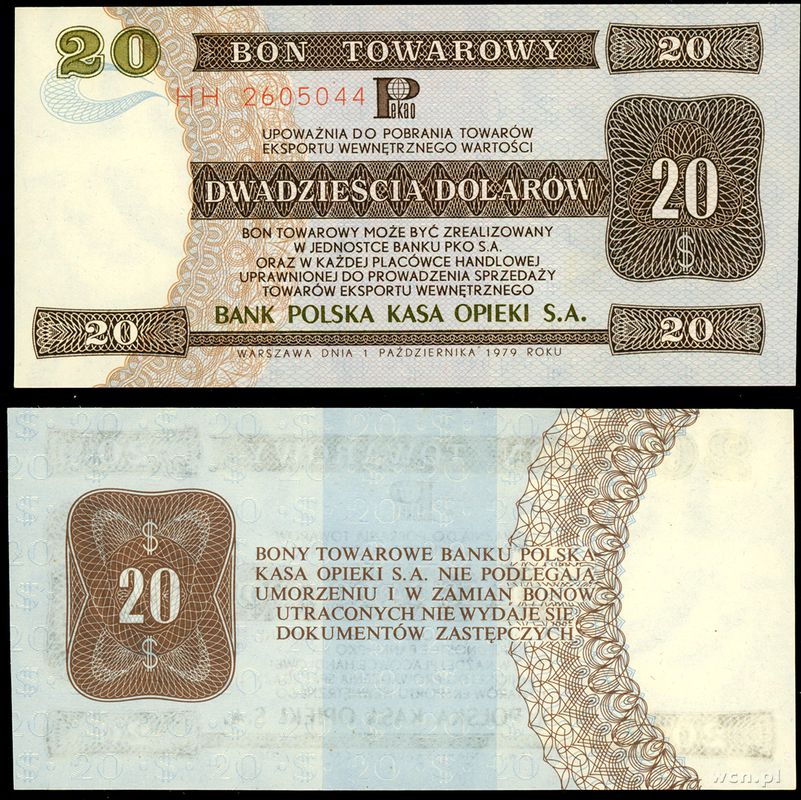 20 BON TOWAROWY 20
HH 2605044 Pekao
UPOWAŻNIA DO POBRANIA TOWARÓW
EKSPORTU WEWNĘTRZNEGO WARTOŚCI
DWADZIEŚCIA DOLARÓW
20
$
BON TOWAROWY MOŻE BYĆ ZREALIZOWANY
W JEDNOSTCE BANKU PKO S.A.
ORAZ W KAŻDEJ PLACÓWCE HANDLOWEJ
UPRAWNIONEJ DO PROWADZENIA SPRZEDAŻY
TOWARÓW EKSPORTU WEWNĘTRZNEGO
BANK POLSKA KASA OPIEKI S.A.
20 20
WARSZAWA DNIA 1 PAŹDZIERNIKA 1979 ROKU
$
20
$
BONY TOWAROWE BANKU POLSKA
KASA OPIEKI S.A. NIE PODLEGAJĄ
UMORZENIU I W ZAMIAN BONÓW
UTRACONYCH NIE WYDAJE SIĘ
DOKUMENTÓW ZASTĘPCZYCH
wcn.pl